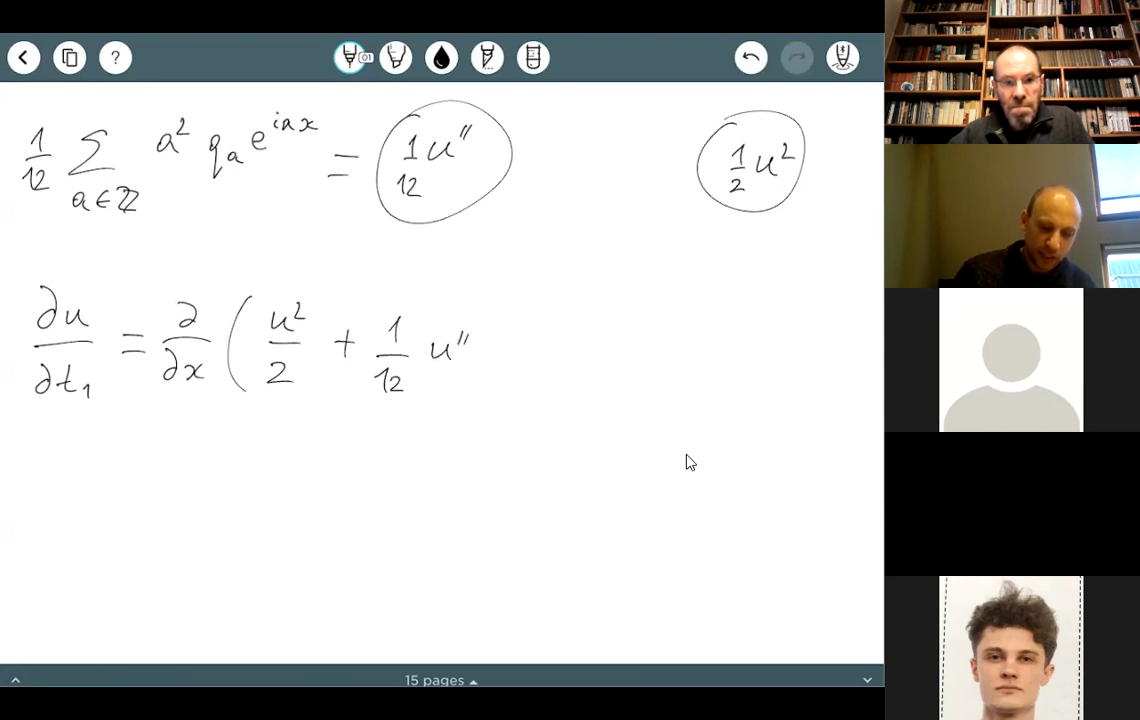 ?
1/12 ∑_{a∈ℤ} a² q_a e^{iax} = 1/12 u″
1/2 u²
∂u/∂t₁ = ∂/∂x ( u²/2 + 1/12 u″
15 pages